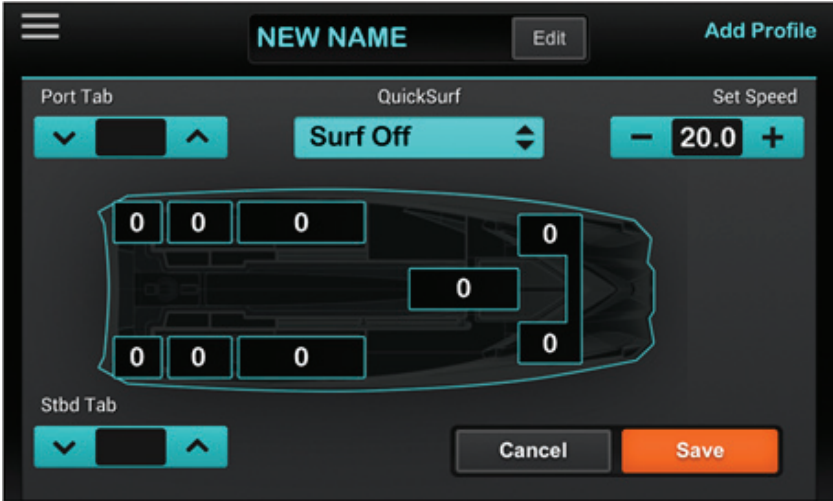 NEW NAME Edit Add Profile
Port Tab QuickSurf Set Speed
Surf Off - 20.0 +
0 0 0 0
0
0 0 0 0
Stbd Tab
Cancel Save